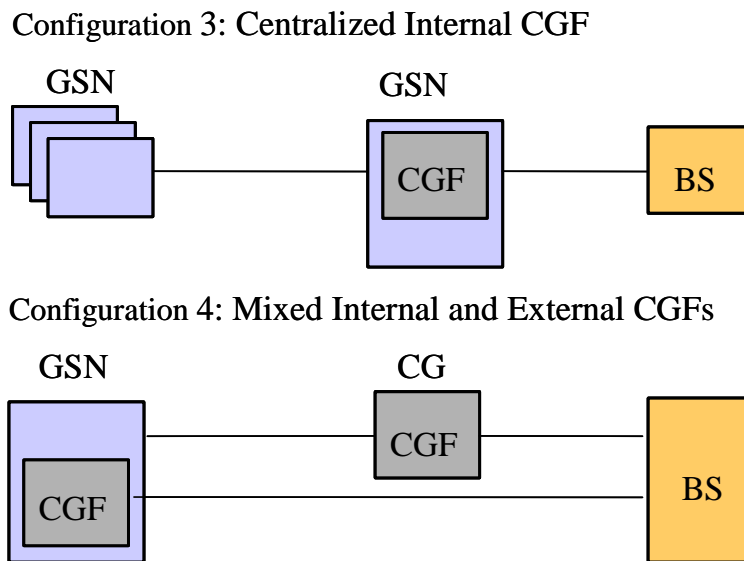 Configuration 3: Centralized Internal CGF
GSN GSN
CGF BS
Configuration 4: Mixed Internal and External CGFs
GSN CG
CGF
CGF BS